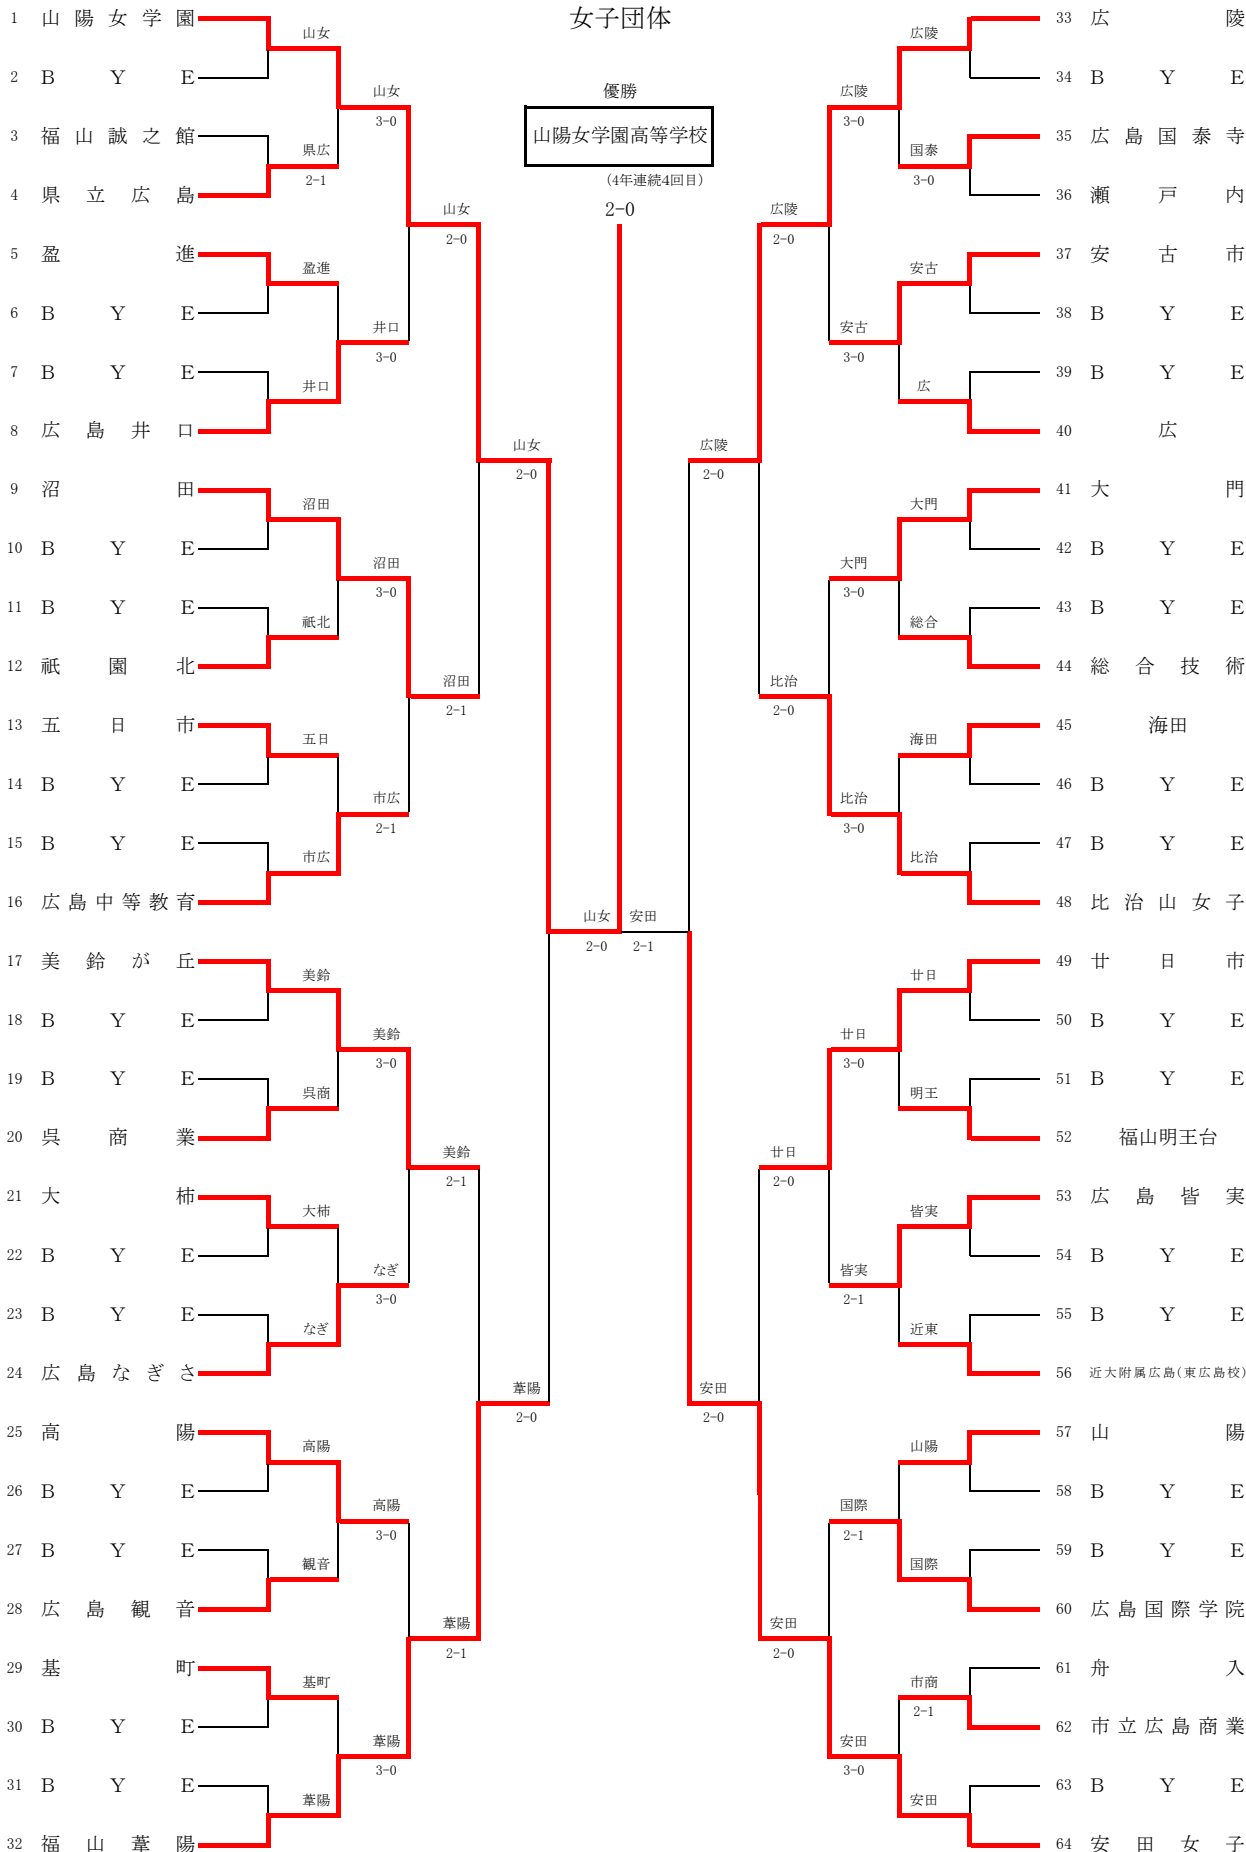 女子団体
優勝
山陽女学園高等学校
(4年連続4回目)
2-0
1 山陽女学園
2 BYE
3 福山誠之館
4 県立広島
5 盈進
6 BYE
7 BYE
8 広島井口
9 沼田
10 BYE
11 BYE
12 祇園北
13 五日市
14 BYE
15 BYE
16 広島中等教育
17 美鈴が丘
18 BYE
19 BYE
20 呉商業
21 大柿
22 BYE
23 BYE
24 広島なぎさ
25 高陽
26 BYE
27 BYE
28 広島観音
29 基町
30 BYE
31 BYE
32 福山葦陽
山女
県広
2-1
盈進
井口
沼田
祇北
五日
市広
美鈴
呉商
大柿
なぎ
高陽
観音
基町
葦陽
山女
3-0
井口
3-0
沼田
3-0
市広
2-1
美鈴
3-0
なぎ
3-0
高陽
3-0
葦陽
3-0
山女
2-0
沼田
2-1
美鈴
2-1
葦陽
2-1
山女
2-0
葦陽
2-0
山女
2-0
安田
2-1
広陵
2-0
安田
2-0
広陵
2-0
比治
2-0
廿日
2-0
安田
2-0
広陵
3-0
安古
3-0
大門
3-0
比治
3-0
廿日
3-0
皆実
2-1
国際
2-1
安田
3-0
広陵
国泰
3-0
安古
広
大門
総合
海田
比治
廿日
明王
皆実
近東
山陽
国際
市商
2-1
安田
33 広陵
34 BYE
35 広島国泰寺
36 瀬戸内
37 安古市
38 BYE
39 BYE
40 広
41 大門
42 BYE
43 BYE
44 総合技術
45 海田
46 BYE
47 BYE
48 比治山女子
49 廿日市
50 BYE
51 BYE
52 福山明王台
53 広島皆実
54 BYE
55 BYE
56 近大附属広島(東広島校)
57 山陽
58 BYE
59 BYE
60 広島国際学院
61 舟入
62 市立広島商業
63 BYE
64 安田女子